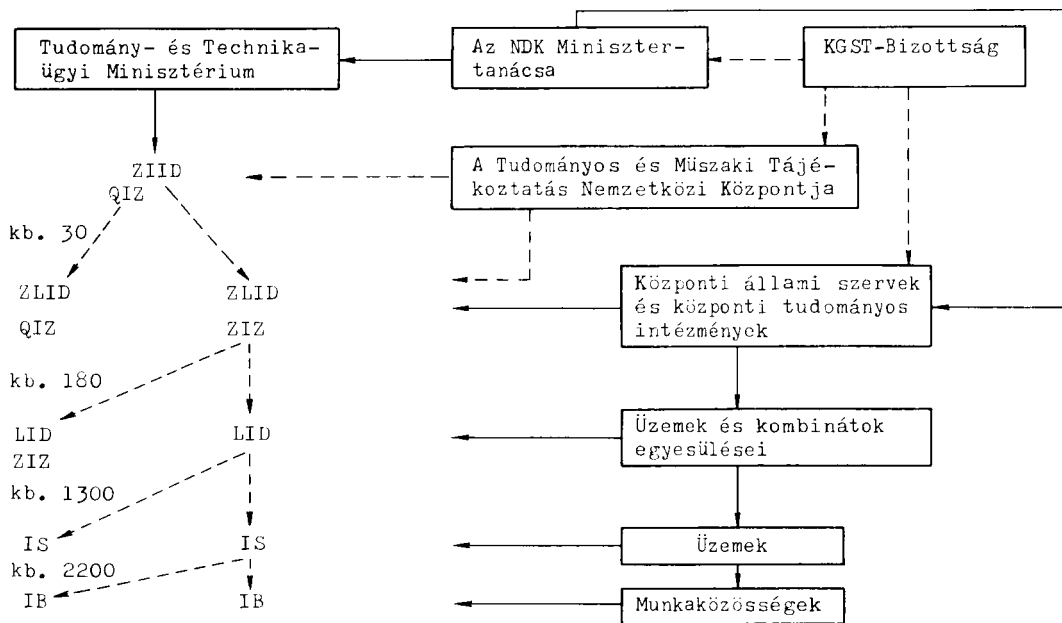 Tudomány- és Technika-
ügyi Minisztérium
Az NDK Miniszter-
tanácsa
KGST-Bizottság
ZIID
QIZ
A Tudományos és Műszaki Tájé-
koztatás Nemzetközi Központja
kb. 30
ZLID
ZLID
QIZ
ZIZ
Központi állami szervek
és központi tudományos
intézmények
kb. 180
LID
LID
ZIZ
Üzemek és kombinátok
egyesülései
kb. 1300
IS
IS
Üzemek
kb. 2200
IB
IB
Munkaközösségek